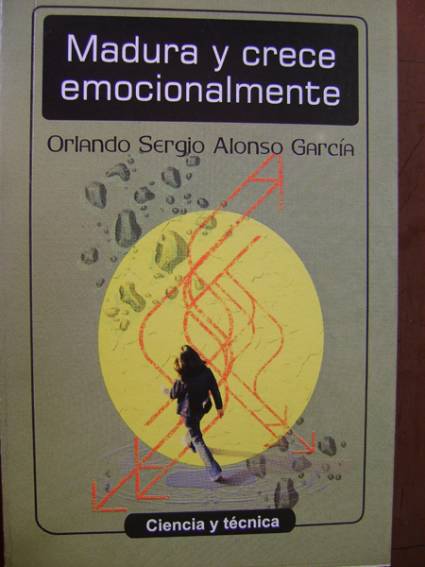 Madura y crece
emocionalmente
Orlando Sergio Alonso García
Ciencia y técnica